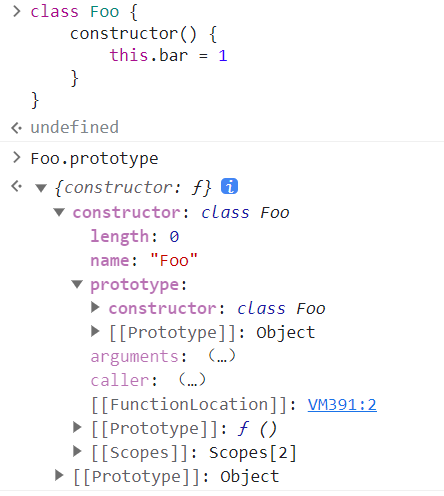 class Foo {
constructor() {
this.bar = 1
}
}
undefined
Foo.prototype
{constructor: ƒ} i
constructor: class Foo
length: 0
name: "Foo"
prototype:
constructor: class Foo
[[Prototype]]: Object
arguments: (…)
caller: (…)
[[FunctionLocation]]: VM391:2
[[Prototype]]: ƒ ()
[[Scopes]]: Scopes[2]
[[Prototype]]: Object